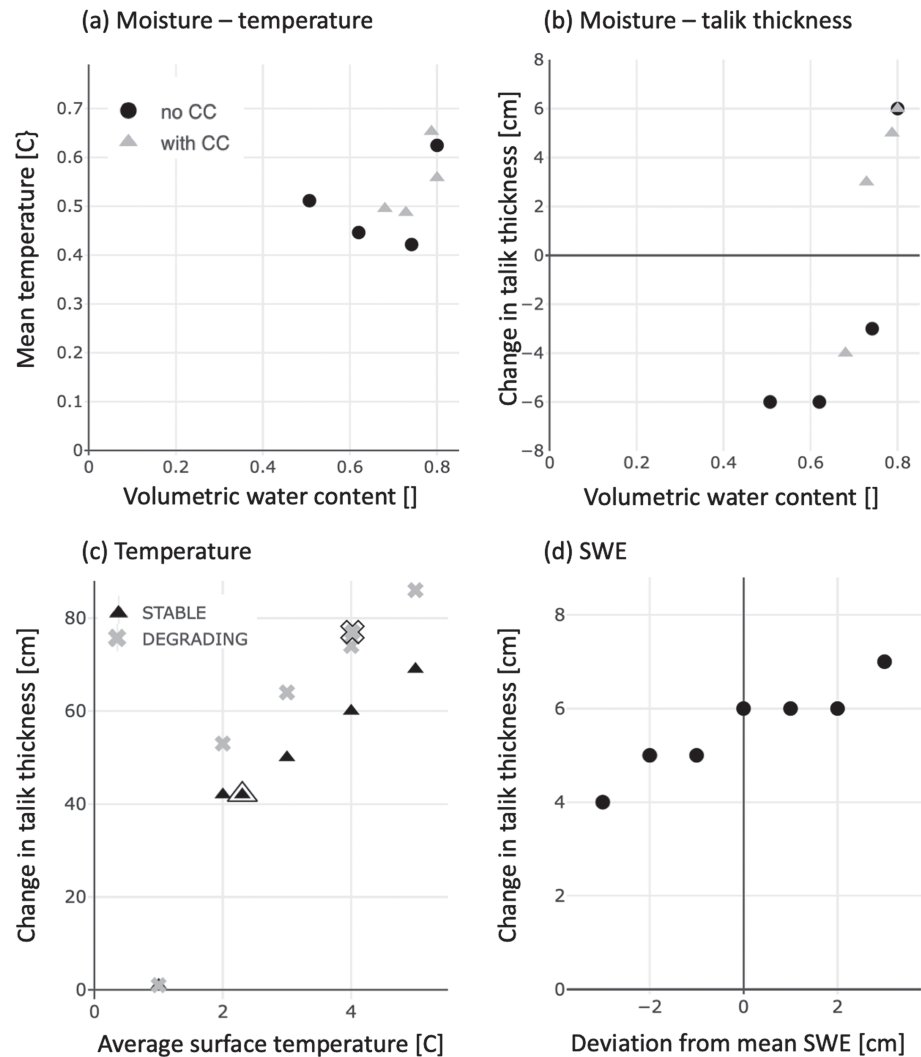 (a) Moisture – temperature
Mean temperature [C}
0.7
0.6
0.5
0.4
0.3
0.2
0.1
0
no CC
with CC
0
0.2
0.4
0.6
0.8
Volumetric water content []
(b) Moisture – talik thickness
Change in talik thickness [cm]
8
6
4
2
0
−2
−4
−6
−8
0
0.2
0.4
0.6
0.8
Volumetric water content []
(c) Temperature
Change in talik thickness [cm]
80
60
40
20
0
STABLE
DEGRADING
0
2
4
Average surface temperature [C]
(d) SWE
Change in talik thickness [cm]
8
6
4
2
0
−2
0
2
Deviation from mean SWE [cm]